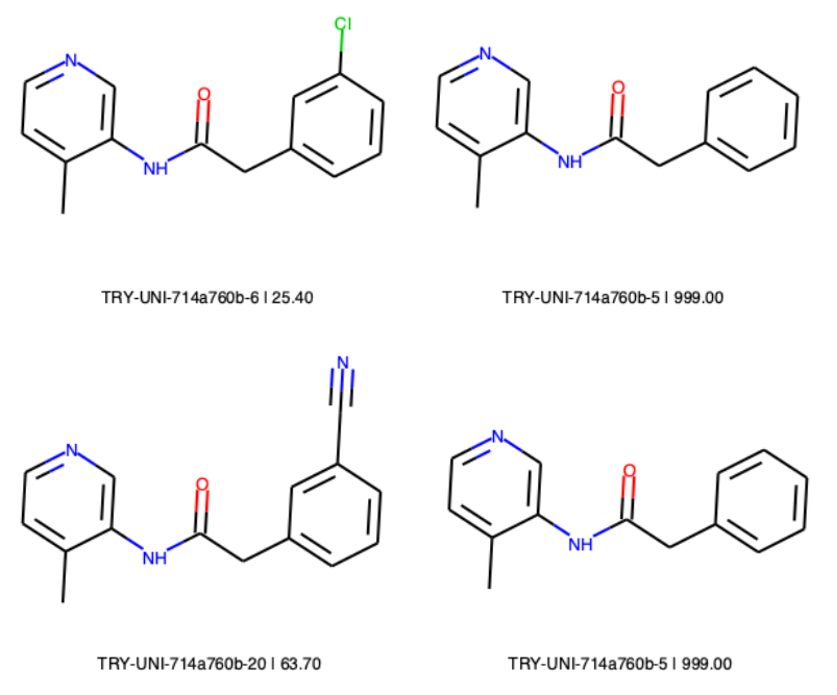 Cl
N
O
NH
TRY-UNI-714a760b-6 | 25.40
N
O
NH
TRY-UNI-714a760b-5 | 999.00
N
N
O
NH
TRY-UNI-714a760b-20 | 63.70
N
O
NH
TRY-UNI-714a760b-5 | 999.00